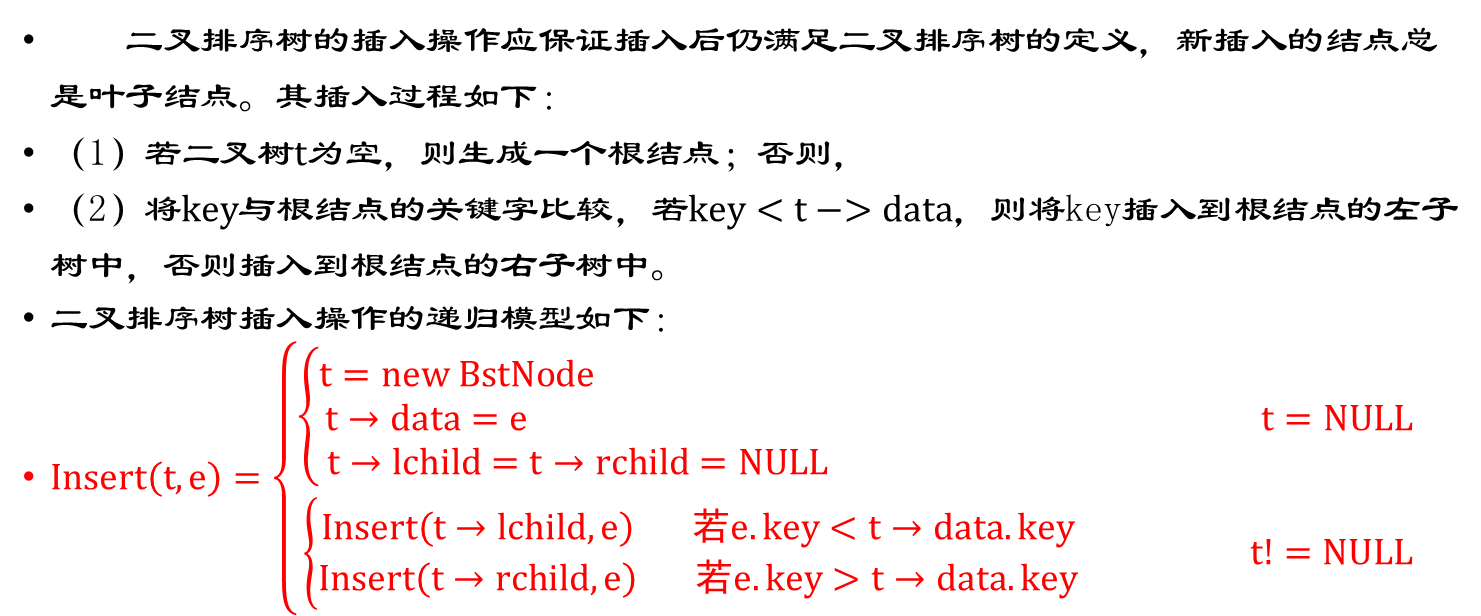 • 二叉排序树的插入操作应保证插入后仍满足二叉排序树的定义，新插入的结点总
是叶子结点。其插入过程如下：
• （1）若二叉树t为空，则生成一个根结点；否则，
• （2）将key与根结点的关键字比较，若key < t −> data，则将key插入到根结点的左子
树中，否则插入到根结点的右子树中。
• 二叉排序树插入操作的递归模型如下：
t = new BstNode
t → data = e t = NULL
t → lchild = t → rchild = NULL
• Insert(t, e) =
Insert(t → lchild, e) 若e. key < t → data. key
t! = NULL
Insert(t → rchild, e) 若e. key > t → data. key